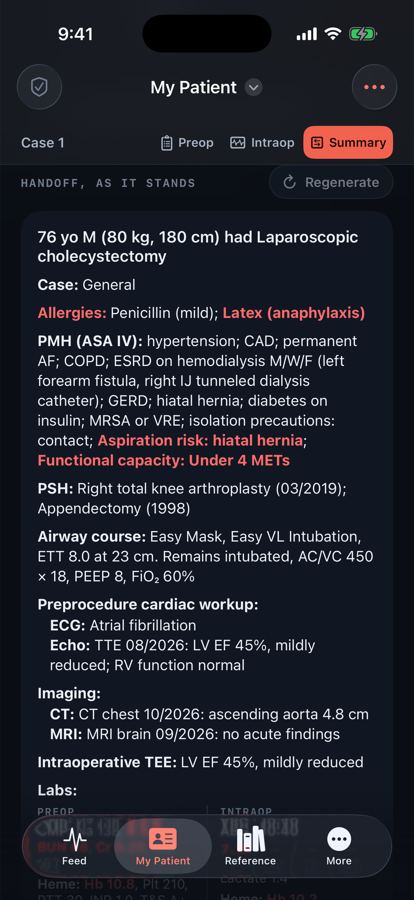 9:41
My Patient
Case 1
Preop
Intraop
Summary
HANDOFF, AS IT STANDS
Regenerate
76 yo M (80 kg, 180 cm) had Laparoscopic
cholecystectomy
Case: General
Allergies: Penicillin (mild); Latex (anaphylaxis)
PMH (ASA IV): hypertension; CAD; permanent
AF; COPD; ESRD on hemodialysis M/W/F (left
forearm fistula, right IJ tunneled dialysis
catheter); GERD; hiatal hernia; diabetes on
insulin; MRSA or VRE; isolation precautions:
contact; Aspiration risk: hiatal hernia;
Functional capacity: Under 4 METs
PSH: Right total knee arthroplasty (03/2019);
Appendectomy (1998)
Airway course: Easy Mask, Easy VL Intubation,
ETT 8.0 at 23 cm. Remains intubated, AC/VC 450
× 18, PEEP 8, FiO₂ 60%
Preprocedure cardiac workup:
ECG: Atrial fibrillation
Echo: TTE 08/2026: LV EF 45%, mildly
reduced; RV function normal
Imaging:
CT: CT chest 10/2026: ascending aorta 4.8 cm
MRI: MRI brain 09/2026: no acute findings
Intraoperative TEE: LV EF 45%, mildly reduced
Labs:
PREOP
INTRAOP
Feed
My Patient
Reference
More
Heme: Hb 10.8, Plt 210,